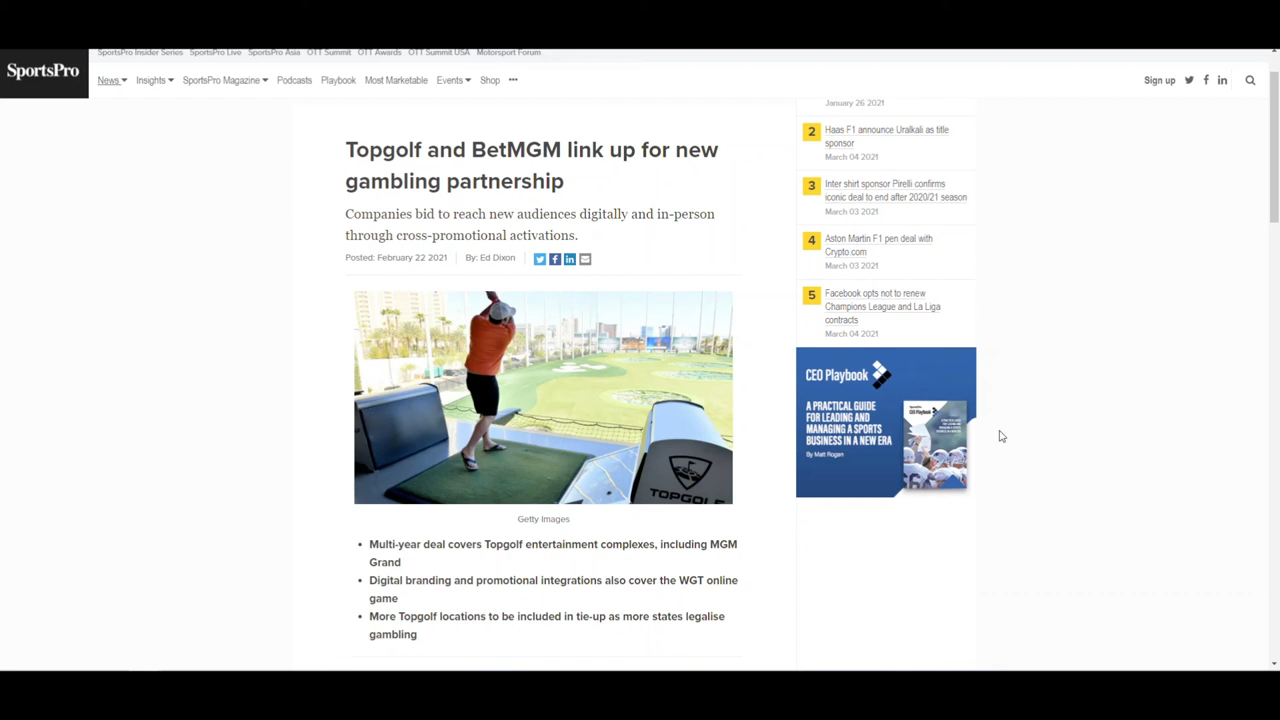 SportsPro Insider Series SportsPro Live SportsPro Asia OTT Summit OTT Awards OTT Summit USA Motorsport Forum
SportsPro
News Insights SportsPro Magazine Podcasts Playbook Most Marketable Events Shop ••• Sign up
Topgolf and BetMGM link up for new
gambling partnership
Companies bid to reach new audiences digitally and in-person
through cross-promotional activations.
Posted: February 22 2021 By: Ed Dixon
TOPGOLF
Getty Images
• Multi-year deal covers Topgolf entertainment complexes, including MGM
Grand
• Digital branding and promotional integrations also cover the WGT online
game
• More Topgolf locations to be included in tie-up as more states legalise
gambling
January 26 2021
2 Haas F1 announce Uralkali as title
sponsor
March 04 2021
3 Inter shirt sponsor Pirelli confirms
iconic deal to end after 2020/21 season
March 03 2021
4 Aston Martin F1 pen deal with
Crypto.com
March 03 2021
5 Facebook opts not to renew
Champions League and La Liga
contracts
March 04 2021
CEO Playbook
A PRACTICAL GUIDE
FOR LEADING AND
MANAGING A SPORTS
BUSINESS IN A NEW ERA
By Matt Rogan
CEO Playbook